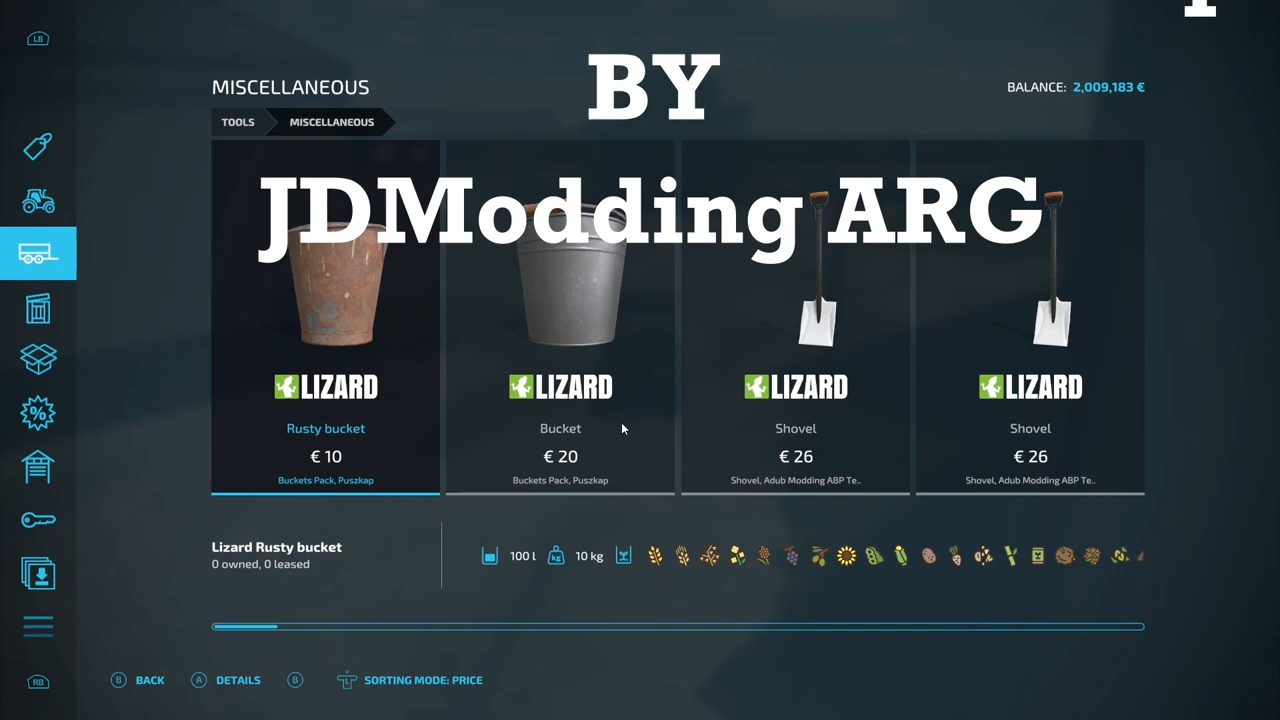 LB
BY
MISCELLANEOUS
BALANCE: 2,009,183 €
TOOLS
MISCELLANEOUS
JDModding ARG
LIZARD
Rusty bucket
€ 10
Buckets Pack, Puszkap
LIZARD
Bucket
€ 20
Buckets Pack, Puszkap
LIZARD
Shovel
€ 26
Shovel, Adub Modding ABP Te..
LIZARD
Shovel
€ 26
Shovel, Adub Modding ABP Te..
Lizard Rusty bucket
0 owned, 0 leased
100 l
kg
10 kg
RB
B BACK
A DETAILS
B
L SORTING MODE: PRICE